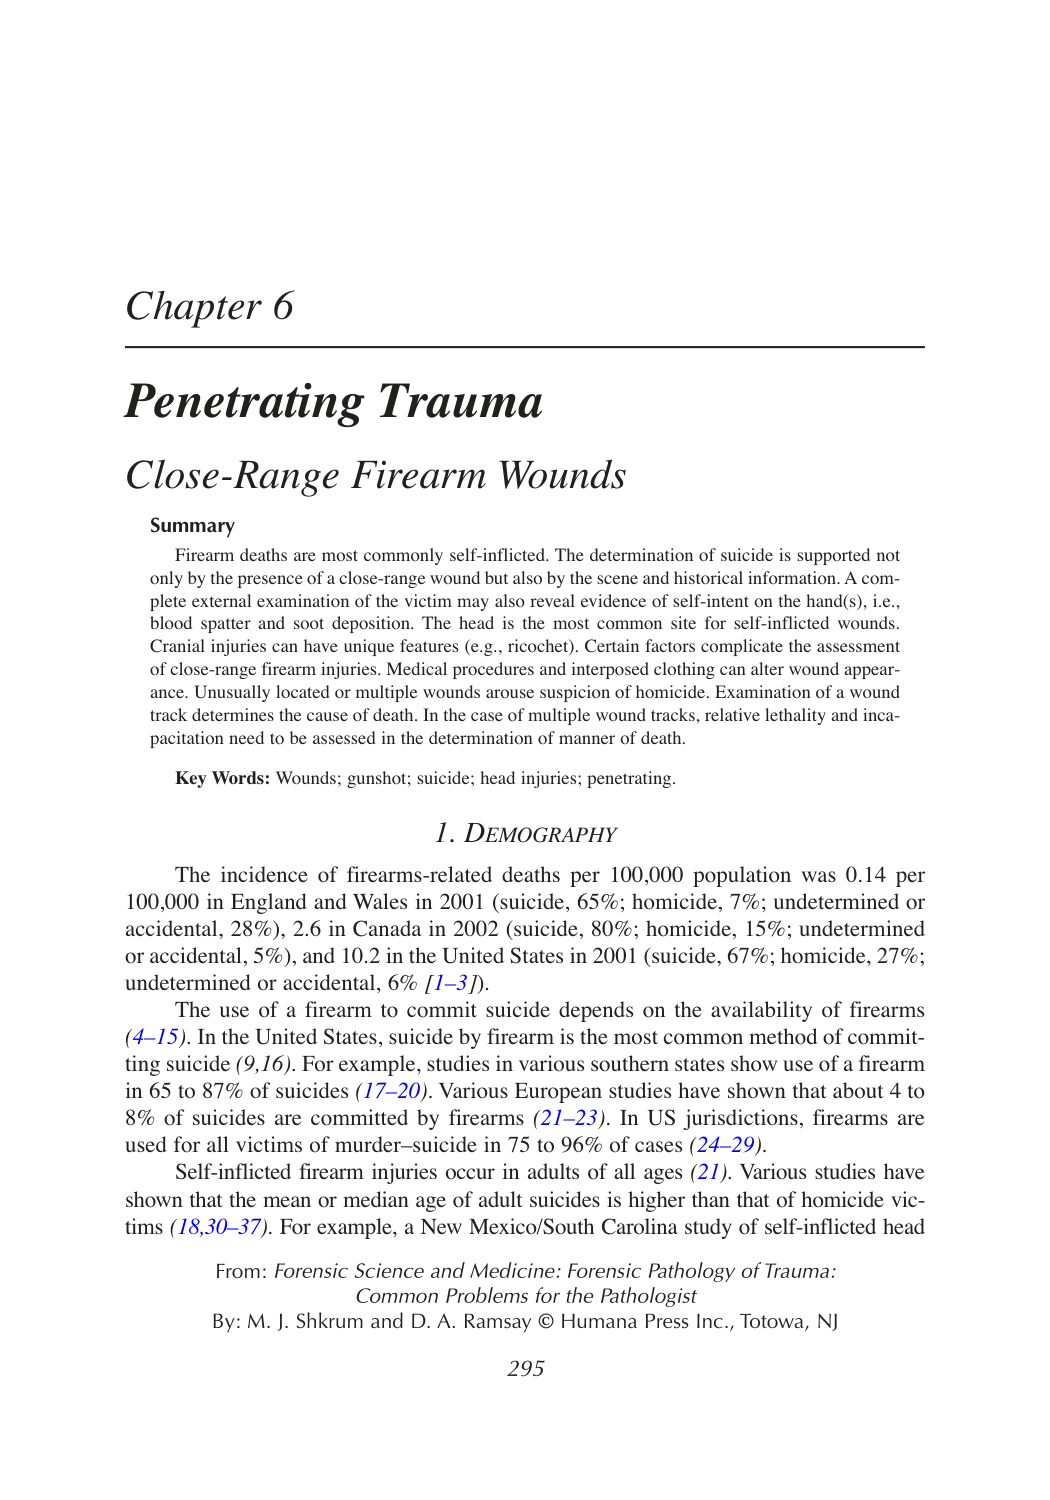 Chapter 6
Penetrating Trauma
Close-Range Firearm Wounds
Summary
Firearm deaths are most commonly self-inflicted. The determination of suicide is supported not
only by the presence of a close-range wound but also by the scene and historical information. A com-
plete external examination of the victim may also reveal evidence of self-intent on the hand(s), i.e.,
blood spatter and soot deposition. The head is the most common site for self-inflicted wounds.
Cranial injuries can have unique features (e.g., ricochet). Certain factors complicate the assessment
of close-range firearm injuries. Medical procedures and interposed clothing can alter wound appear-
ance. Unusually located or multiple wounds arouse suspicion of homicide. Examination of a wound
track determines the cause of death. In the case of multiple wound tracks, relative lethality and inca-
pacitation need to be assessed in the determination of manner of death.
Key Words: Wounds; gunshot; suicide; head injuries; penetrating.
1. DEMOGRAPHY
The incidence of firearms-related deaths per 100,000 population was 0.14 per
100,000 in England and Wales in 2001 (suicide, 65%; homicide, 7%; undetermined or
accidental, 28%), 2.6 in Canada in 2002 (suicide, 80%; homicide, 15%; undetermined
or accidental, 5%), and 10.2 in the United States in 2001 (suicide, 67%; homicide, 27%;
undetermined or accidental, 6% [1–3]).
The use of a firearm to commit suicide depends on the availability of firearms
(4–15). In the United States, suicide by firearm is the most common method of commit-
ting suicide (9,16). For example, studies in various southern states show use of a firearm
in 65 to 87% of suicides (17–20). Various European studies have shown that about 4 to
8% of suicides are committed by firearms (21–23). In US jurisdictions, firearms are
used for all victims of murder–suicide in 75 to 96% of cases (24–29).
Self-inflicted firearm injuries occur in adults of all ages (21). Various studies have
shown that the mean or median age of adult suicides is higher than that of homicide vic-
tims (18,30–37). For example, a New Mexico/South Carolina study of self-inflicted head
From: Forensic Science and Medicine: Forensic Pathology of Trauma:
Common Problems for the Pathologist
By: M. J. Shkrum and D. A. Ramsay © Humana Press Inc., Totowa, NJ
295